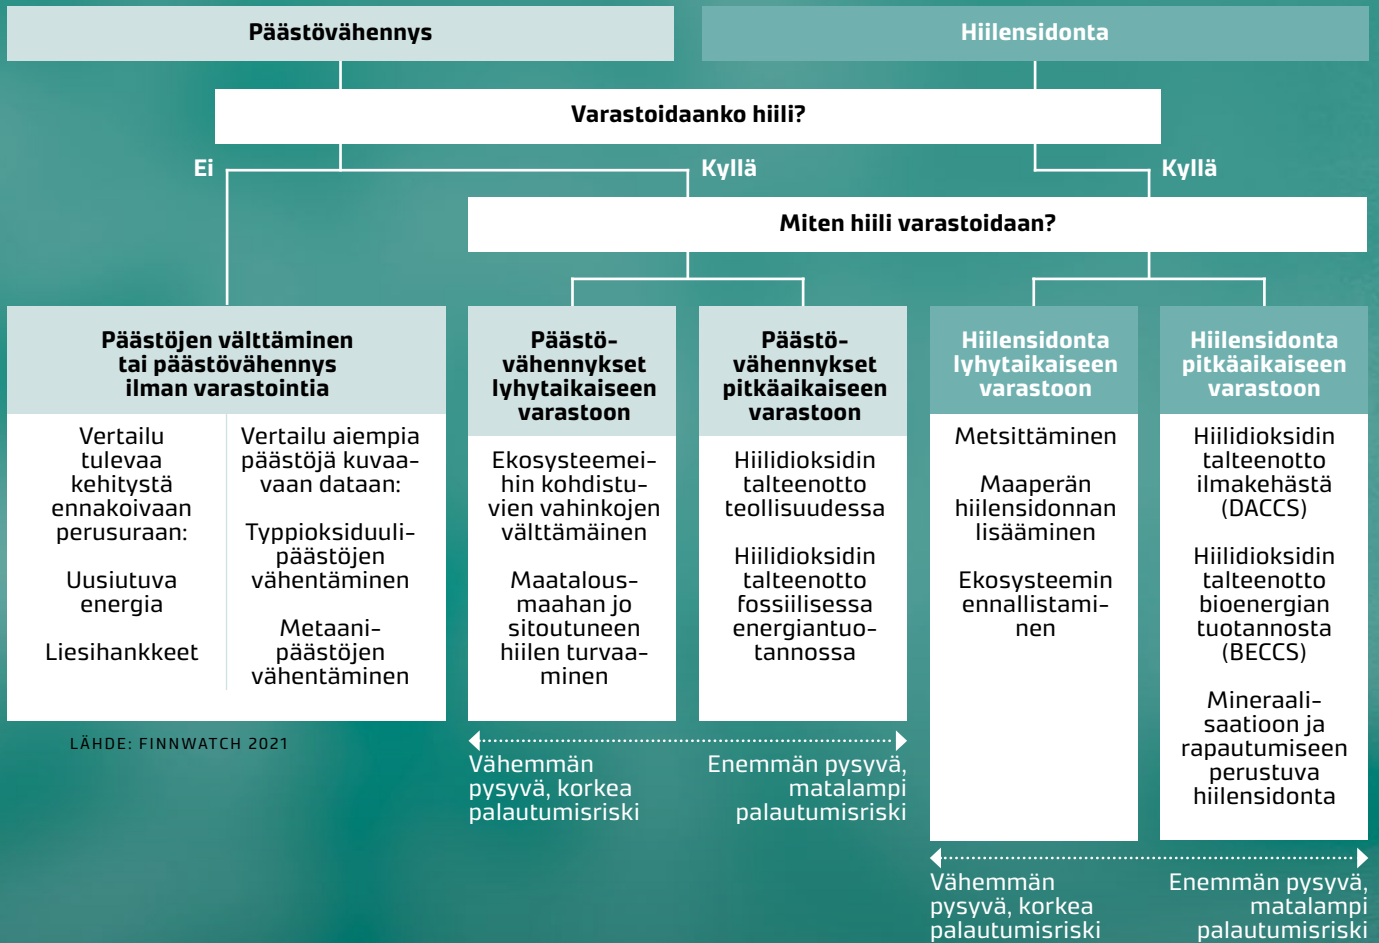 Päästövähennys
Hiilensidonta
Varastoidaanko hiili?
Ei
Kyllä
Kyllä
Miten hiili varastoidaan?
Päästöjen välttäminen
tai päästövähennys
ilman varastointia
Vertailu
tulevaa
kehitystä
ennakoivaan
perusuraan:
Uusiutuva
energia
Liesihankkeet
Vertailu aiempia
päästöjä kuvaa-
vaan dataan:
Typpioksiduuli-
päästöjen
vähentäminen
Metaani-
päästöjen
vähentäminen
Päästö-
vähennykset
lyhytaikaiseen
varastoon
Ekosysteemei-
hin kohdistu-
vien vahinkojen
välttämäinen
Maatalous-
maahan jo
sitoutuneen
hiilen turvaa-
minen
Päästö-
vähennykset
pitkäaikaiseen
varastoon
Hiilidioksidin
talteenotto
teollisuudessa
Hiilidioksidin
talteenotto
fossiilisessa
energiantuo-
tannossa
Hiilensidonta
lyhytaikaiseen
varastoon
Metsittäminen
Maaperän
hiilensidonnan
lisääminen
Ekosysteemin
ennallistami-
nen
Hiilensidonta
pitkäaikaiseen
varastoon
Hiilidioksidin
talteenotto
ilmakehästä
(DACCS)
Hiilidioksidin
talteenotto
bioenergian
tuotannosta
(BECCS)
Mineraali-
saatioon ja
rapautumiseen
perustuva
hiilensidonta
LÄHDE: FINNWATCH 2021
Vähemmän
pysyvä, korkea
palautumisriski
Enemmän pysyvä,
matalampi
palautumisriski
Vähemmän
pysyvä, korkea
palautumisriski
Enemmän pysyvä,
matalampi
palautumisriski